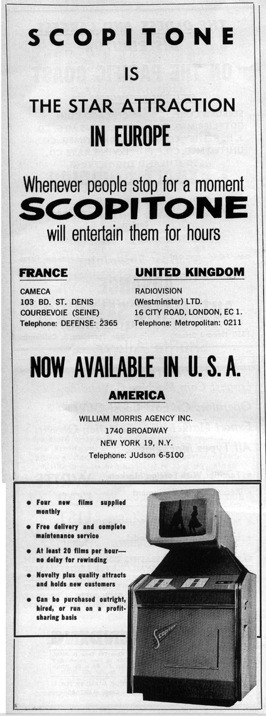 SCOPITONE
IS
THE STAR ATTRACTION
IN EUROPE
Whenever people stop for a moment
SCOPITONE
will entertain them for hours
FRANCE
CAMECA
103 BD. ST. DENIS
COURBEVOIE (SEINE)
Telephone: DEFENSE: 2365
UNITED KINGDOM
RADIOVISION
(Westminster) LTD.
16 CITY ROAD, LONDON, EC 1.
Telephone: Metropolitan: 0211
NOW AVAILABLE IN U. S. A.
AMERICA
WILLIAM MORRIS AGENCY INC.
1740 BROADWAY
NEW YORK 19, N.Y.
Telephone: JUdson 6-5100
• Four new films supplied
monthly
• Free delivery and complete
maintenance service
• At least 20 films per hour—
no delay for rewinding
• Novelty plus quality attracts
and holds new customers
• Can be purchased outright,
hired, or run on a profit-
sharing basis
Scopitone